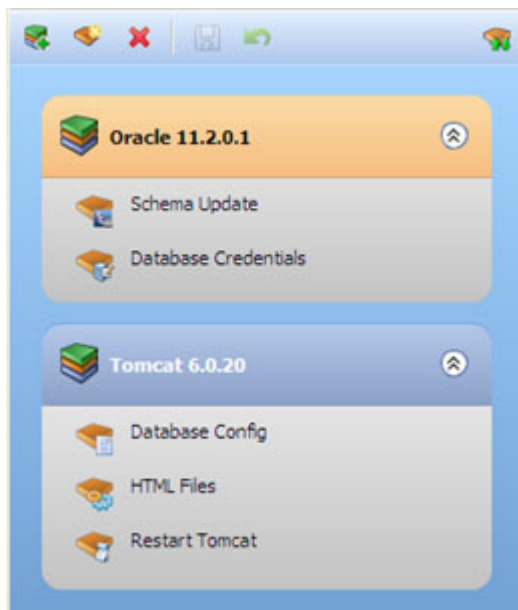 Oracle 11.2.0.1
Schema Update
Database Credentials
Tomcat 6.0.20
Database Config
HTML Files
Restart Tomcat